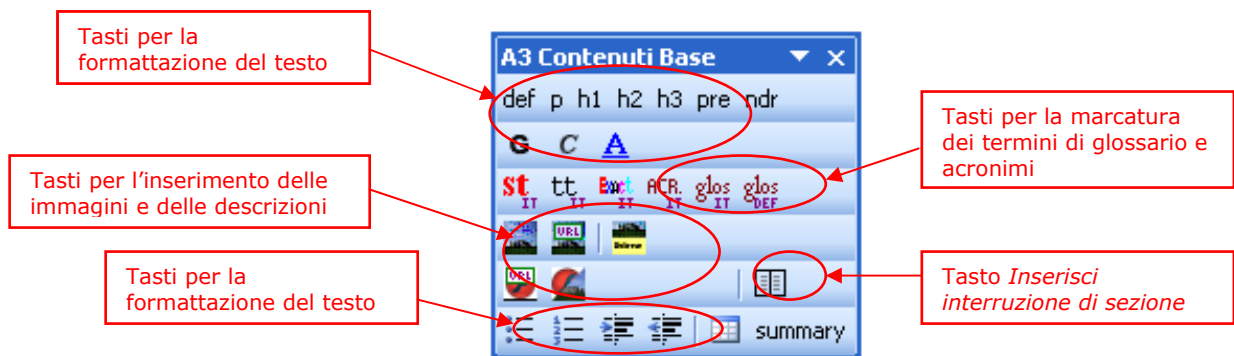 Tasti per la
formattazione del testo
A3 Contenuti Base
def p h1 h2 h3 pre ndr
Tasti per la marcatura
dei termini di glossario e
acronimi
G C A
Tasti per l’inserimento delle
immagini e delle descrizioni
St IT tt IT Exact IT ACR. IT glos IT glos DEF
URL
Tasti per la
formattazione del testo
URL
Tasto Inserisci
interruzione di sezione
summary